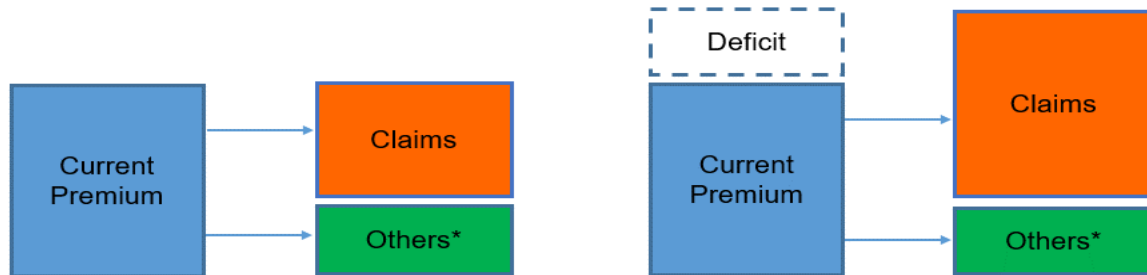 Current
Premium
Claims
Others*
Deficit
Current
Premium
Claims
Others*